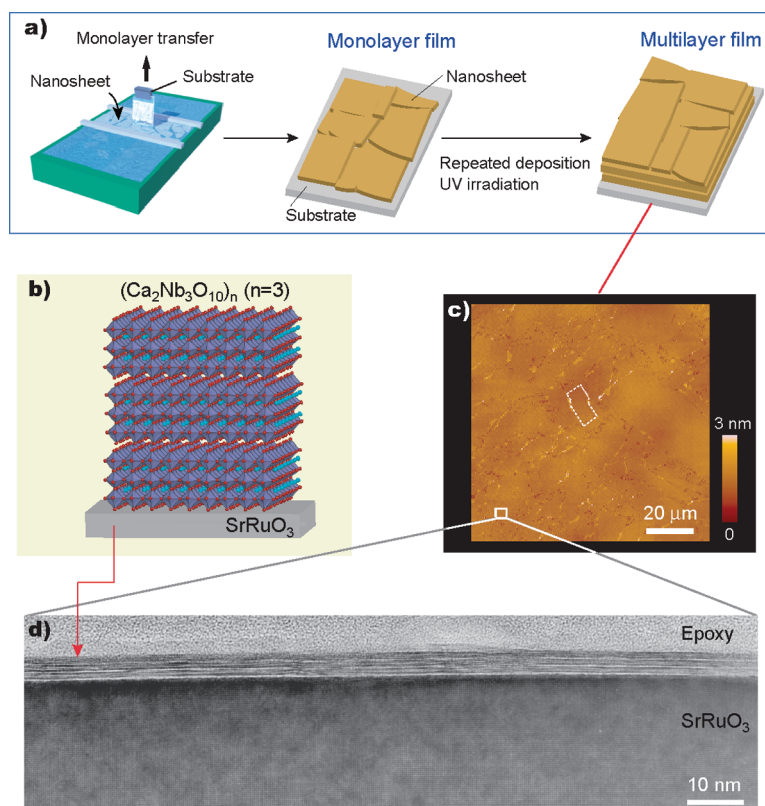 a)
Monolayer transfer
Nanosheet
Substrate
Monolayer film
Nanosheet
Substrate
Repeated deposition
UV irradiation
Multilayer film
b)
(Ca₂Nb₃O₁₀)ₙ (n=3)
SrRuO₃
c)
3 nm
0
20 μm
d)
Epoxy
SrRuO₃
10 nm